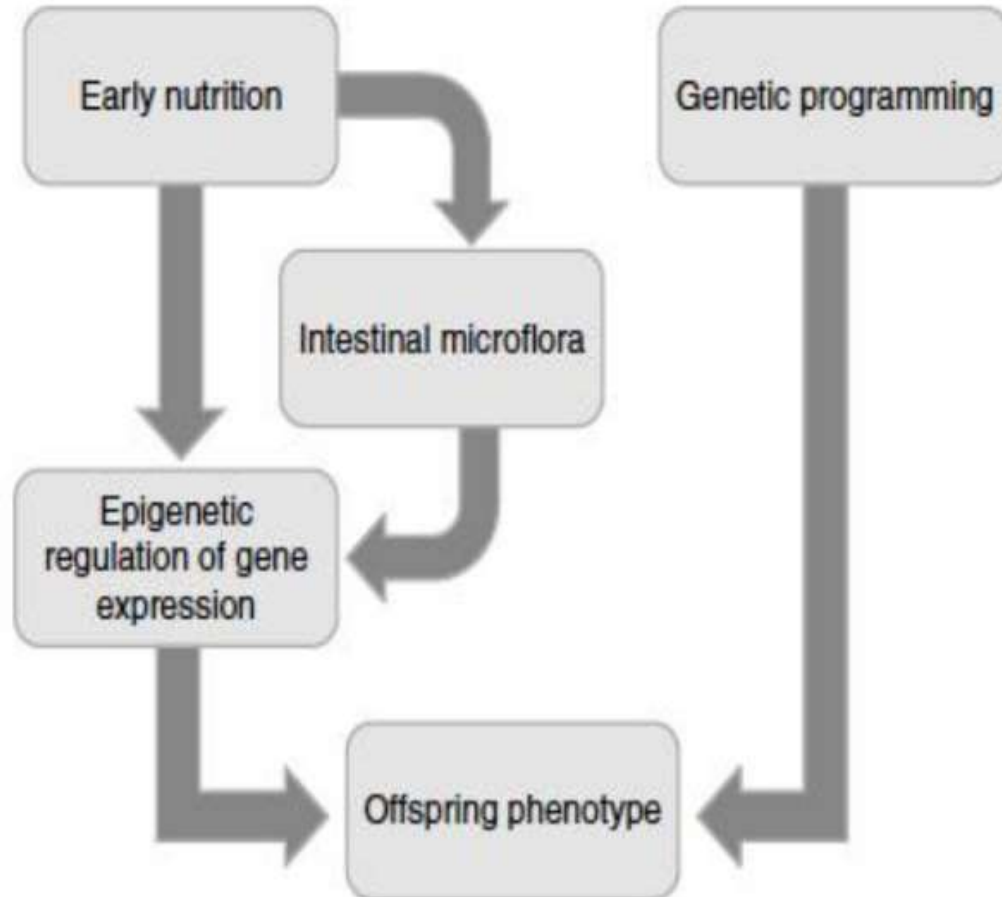 Early nutrition
Genetic programming
Intestinal microflora
Epigenetic
regulation of gene
expression
Offspring phenotype